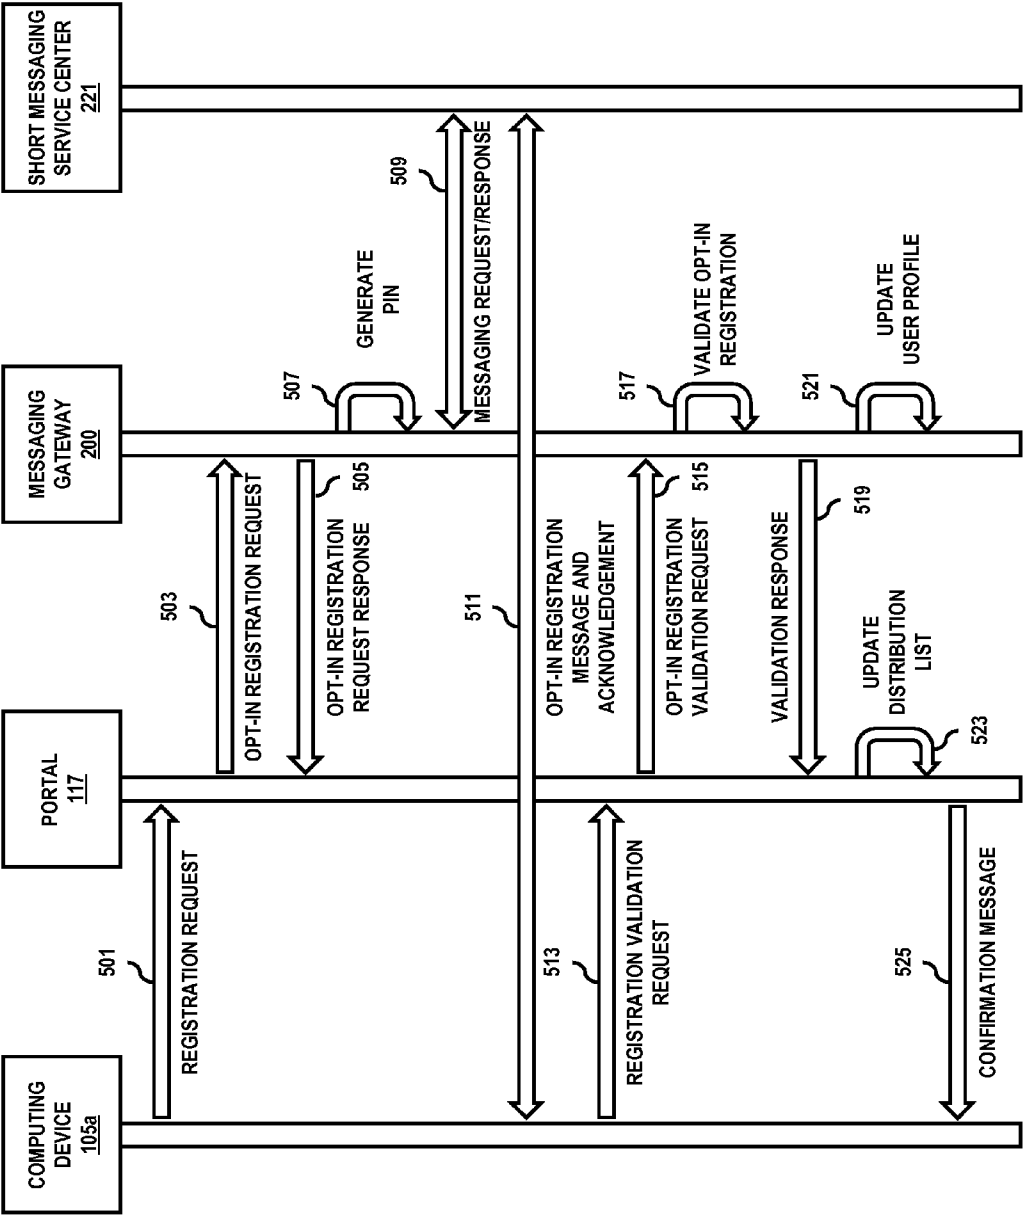 COMPUTING
DEVICE
105a
PORTAL
117
MESSAGING
GATEWAY
200
SHORT MESSAGING
SERVICE CENTER
221
501
REGISTRATION REQUEST
503
OPT-IN REGISTRATION REQUEST
505
OPT-IN REGISTRATION
REQUEST RESPONSE
507
GENERATE
PIN
509
MESSAGING REQUEST/RESPONSE
511
OPT-IN REGISTRATION
MESSAGE AND
ACKNOWLEDGEMENT
513
REGISTRATION VALIDATION
REQUEST
515
OPT-IN REGISTRATION
VALIDATION REQUEST
517
VALIDATE OPT-IN
REGISTRATION
519
VALIDATION RESPONSE
521
UPDATE
USER PROFILE
523
UPDATE
DISTRIBUTION
LIST
525
CONFIRMATION MESSAGE